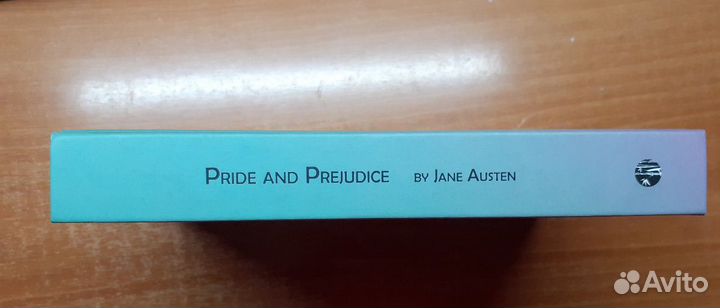 PRIDE AND PREJUDICE BY JANE AUSTEN
Avito